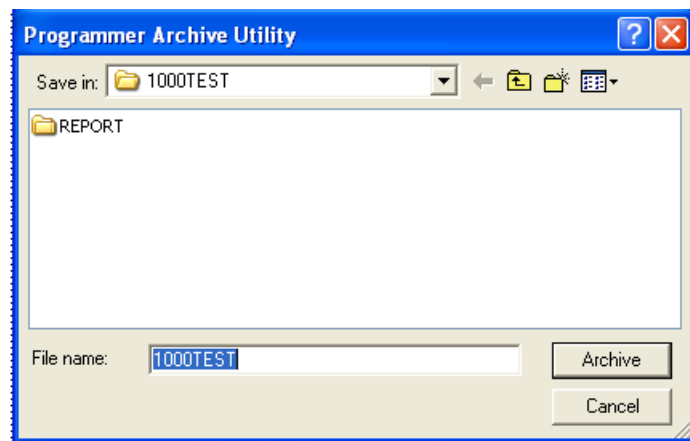 Programmer Archive Utility
Save in: 1000TEST
REPORT
File name: 1000TEST
Archive
Cancel